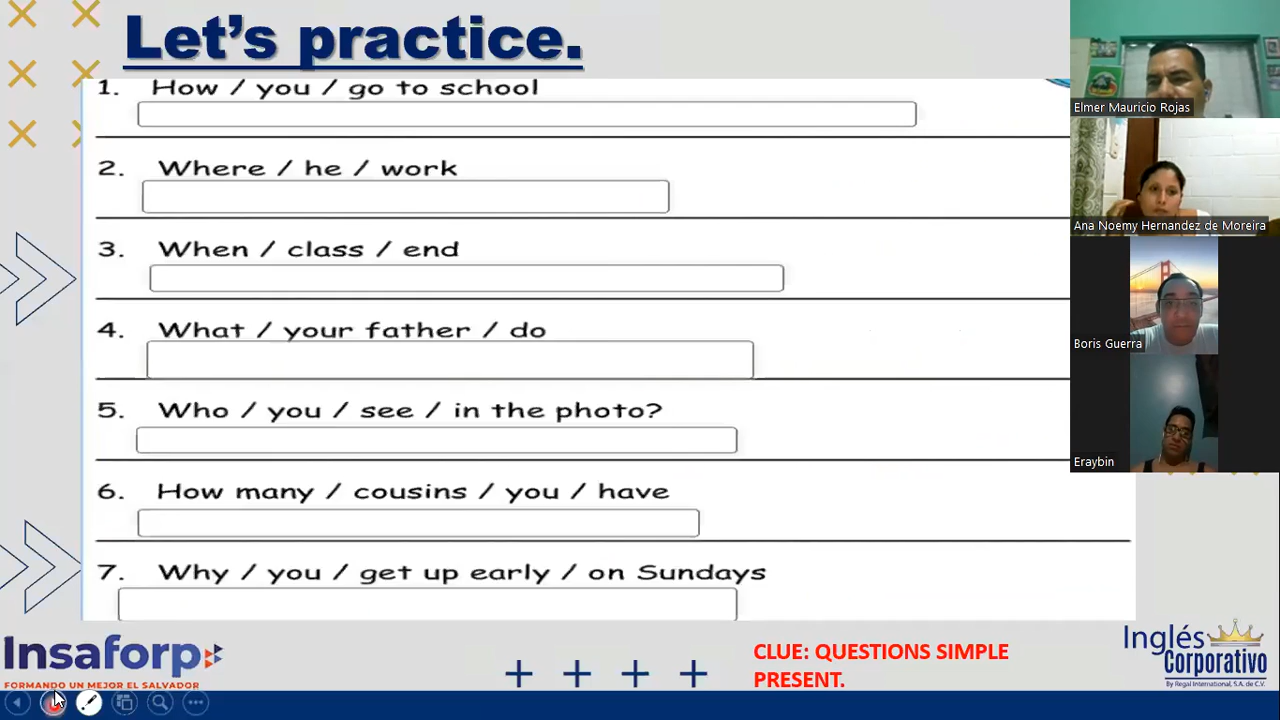 Let's practice.
1. How / you / go to school
2. Where / he / work
3. When / class / end
4. What / your father / do
5. Who / you / see / in the photo?
6. How many / cousins / you / have
7. Why / you / get up early / on Sundays
Elmer Mauricio Rojas
Ana Noemy Hernandez de Moreira
Boris Guerra
Eraybin
Insaforp
FORMANDO UN MEJOR EL SALVADOR
CLUE: QUESTIONS SIMPLE
PRESENT.
Inglés
Corporativo
By Regal International, S.A. de C.V.